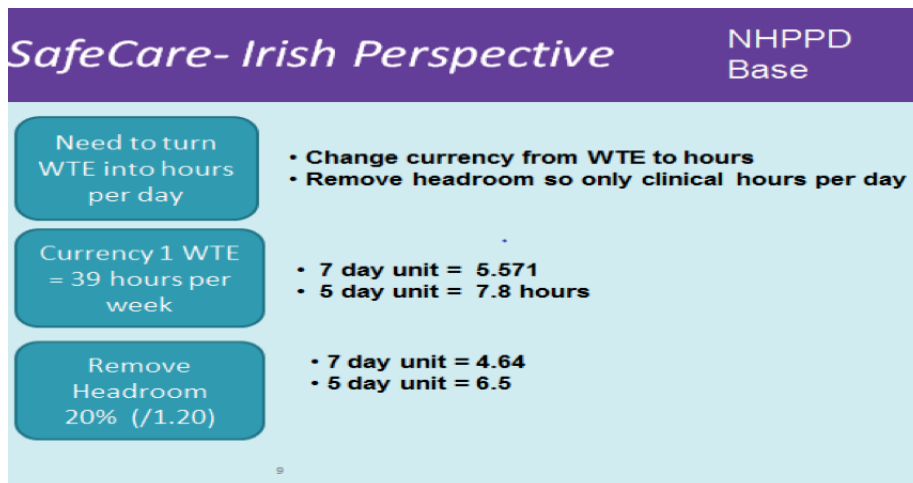 SafeCare- Irish Perspective
NHPPD
Base
Need to turn
WTE into hours
per day
• Change currency from WTE to hours
• Remove headroom so only clinical hours per day
Currency 1 WTE
= 39 hours per
week
• 7 day unit = 5.571
• 5 day unit = 7.8 hours
Remove
Headroom
20% (/1.20)
• 7 day unit = 4.64
• 5 day unit = 6.5
9